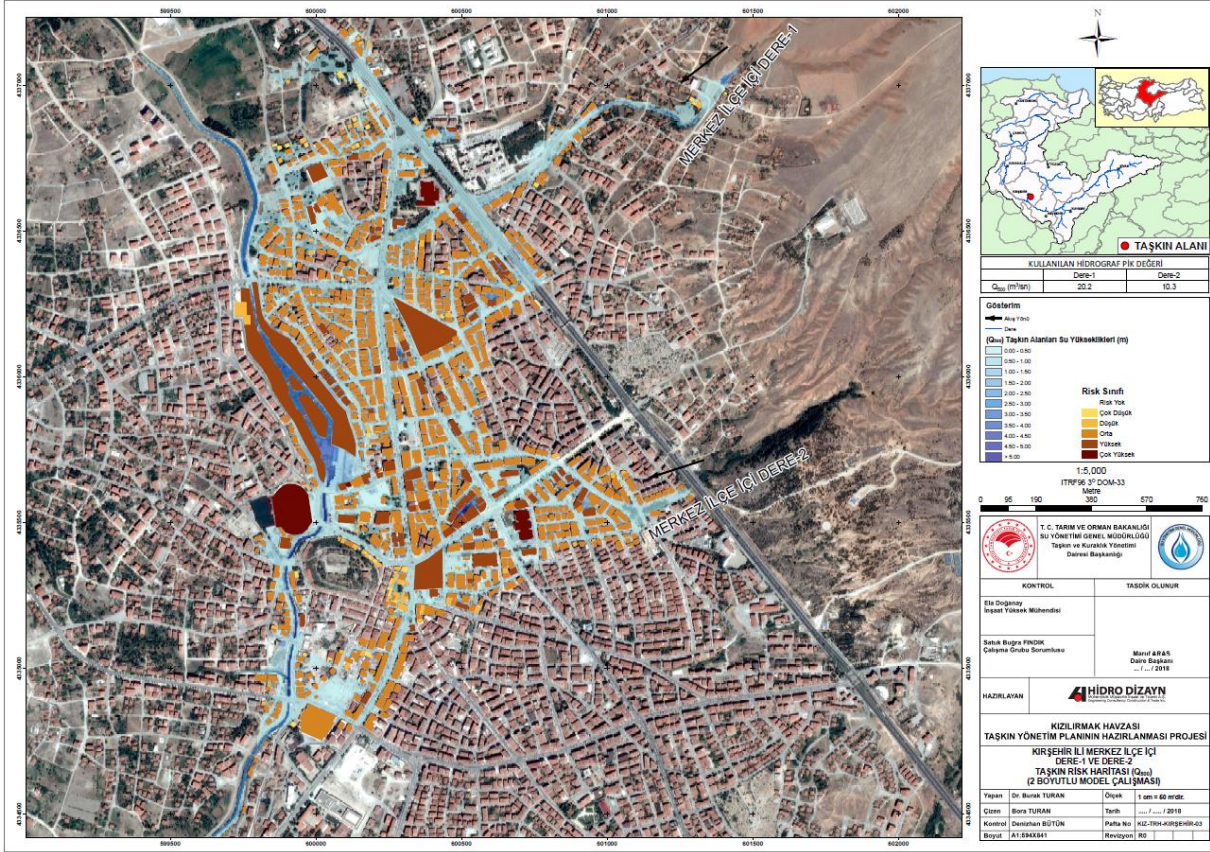 599500
600000
600500
601000
601500
602000
4337000
4336500
4336000
4335500
4335000
4334500
MERKEZ İLÇE İÇİ DERE-1
MERKEZ İLÇE İÇİ DERE-2
N
TAŞKIN ALANI
KULLANILAN HİDROGRAF PİK DEĞERİ
Dere-1 Dere-2
Q500 (m³/sn) 20.2 10.3
Gösterim
Akış Yönü
Dere
(Q500) Taşkın Alanları Su Yükseklikleri (m)
0.00 - 0.50
0.50 - 1.00
1.00 - 1.50
1.50 - 2.00
2.00 - 2.50
2.50 - 3.00
3.00 - 3.50
3.50 - 4.00
4.00 - 4.50
4.50 - 5.00
> 5.00
Risk Sınıfı
Risk Yok
Çok Düşük
Düşük
Orta
Yüksek
Çok Yüksek
1:5,000
ITRF96 3° DOM-33
Metre
0 95 190 380 570 760
T. C. TARIM VE ORMAN BAKANLIĞI
SU YÖNETİMİ GENEL MÜDÜRLÜĞÜ
Taşkın ve Kuraklık Yönetimi
Dairesi Başkanlığı
KONTROL
TASDİK OLUNUR
Ela Doğanay
İnşaat Yüksek Mühendisi
Satuk Buğra FINDIK
Çalışma Grubu Sorumlusu
Maruf ARAS
Daire Başkanı
... / ... / 2018
HAZIRLAYAN
HİDRO DİZAYN
KIZILIRMAK HAVZASI
TAŞKIN YÖNETİM PLANININ HAZIRLANMASI PROJESİ
KIRŞEHİR İLİ MERKEZ İLÇE İÇİ
DERE-1 VE DERE-2
TAŞKIN RİSK HARİTASI (Q500)
(2 BOYUTLU MODEL ÇALIŞMASI)
Yapan Dr. Burak TURAN Ölçek 1 cm = 50 m'dir.
Çizen Bora TURAN Tarih ..... / ..... / 2018
Kontrol Denizhan BÜTÜN Pafta No KIZ-TRH-KIRŞEHİR-03
Boyut A1:594X841 Revizyon R0